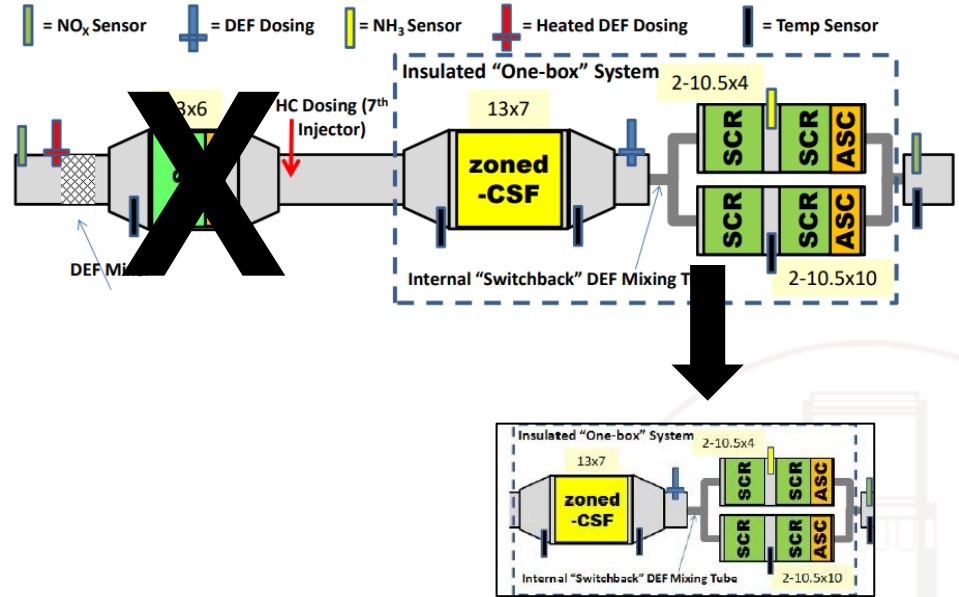 = NOX Sensor
= DEF Dosing
= NH3 Sensor
= Heated DEF Dosing
= Temp Sensor
Insulated “One-box” System
2-10.5x4
3x6
HC Dosing (7th
Injector)
13x7
zoned
-CSF
SCR
SCR
ASC
SCR
SCR
ASC
DEF
Internal “Switchback” DEF Mixing T
2-10.5x10
Insulated “One-box” System
2-10.5x4
13x7
zoned
-CSF
SCR
SCR
ASC
SCR
SCR
ASC
Internal “Switchback” DEF Mixing Tube
2-10.5x10